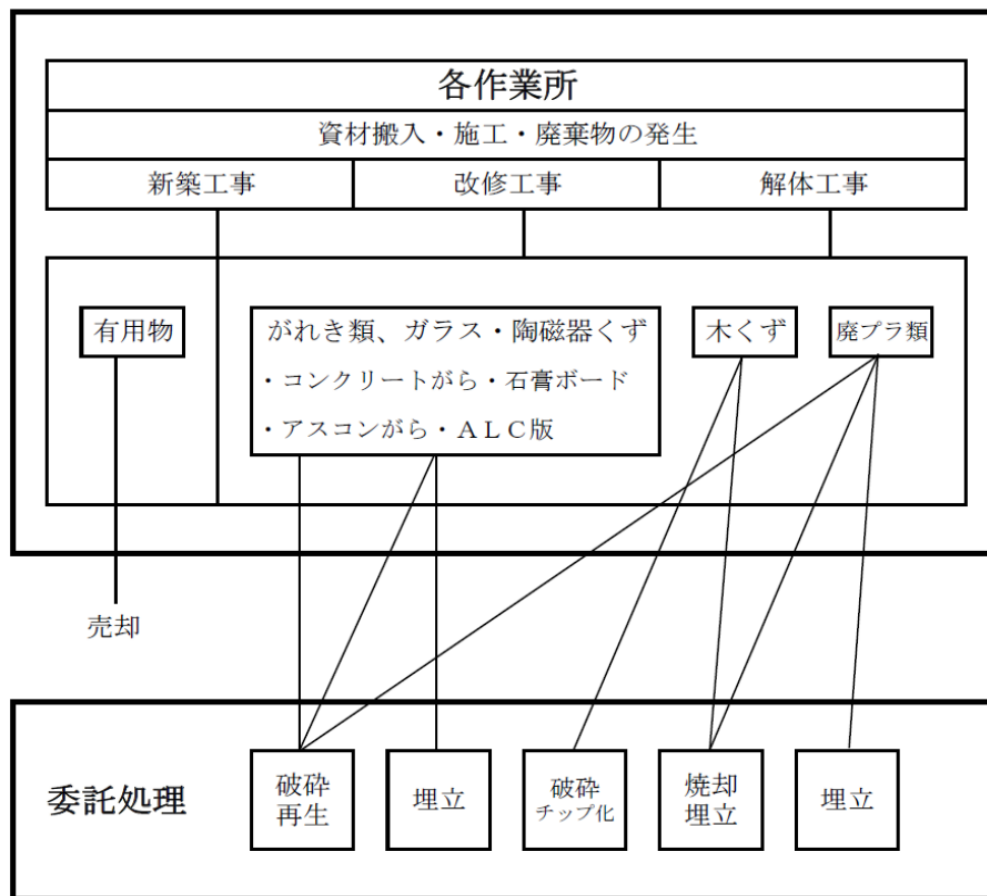 各作業所
資材搬入・施工・廃棄物の発生
新築工事
改修工事
解体工事
有用物
がれき類、ガラス・陶磁器くず
・コンクリートがら・石膏ボード
・アスコンがら・ALC版
木くず
廃プラ類
売却
委託処理
破砕
再生
埋立
破砕
チップ化
焼却
埋立
埋立